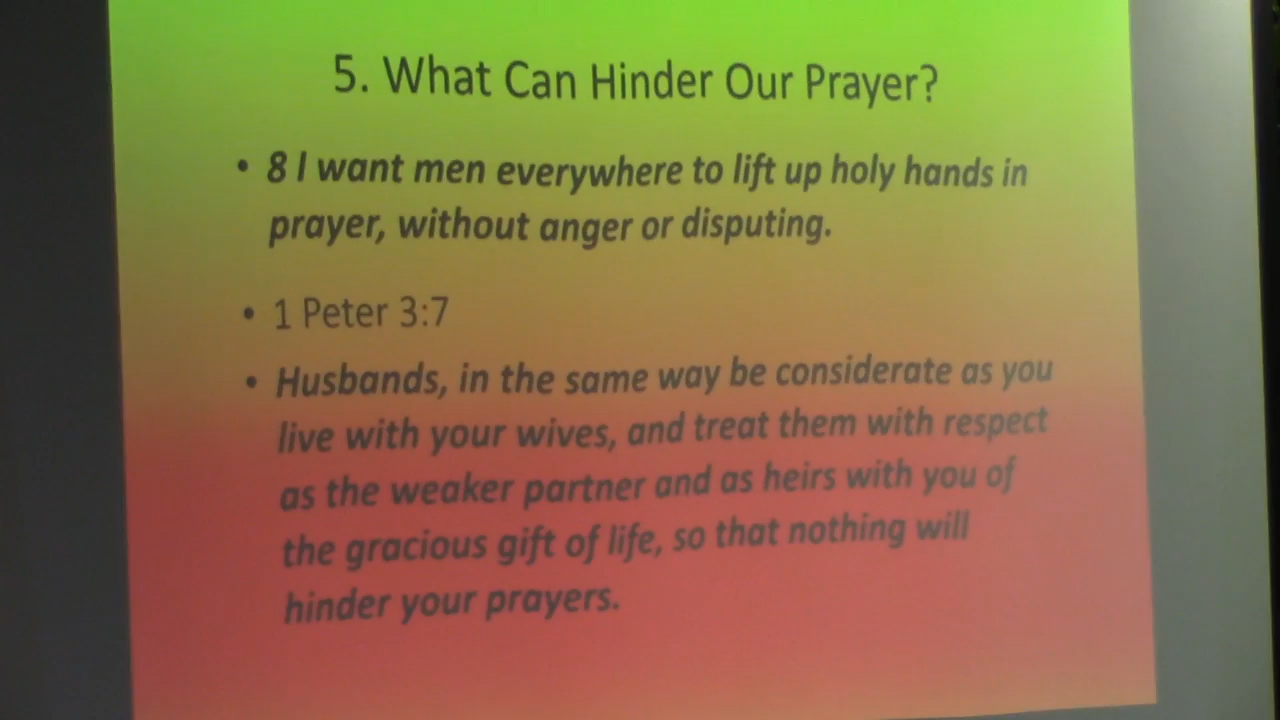 5. What Can Hinder Our Prayer?
• 8 I want men everywhere to lift up holy hands in
prayer, without anger or disputing.
• 1 Peter 3:7
• Husbands, in the same way be considerate as you
live with your wives, and treat them with respect
as the weaker partner and as heirs with you of
the gracious gift of life, so that nothing will
hinder your prayers.